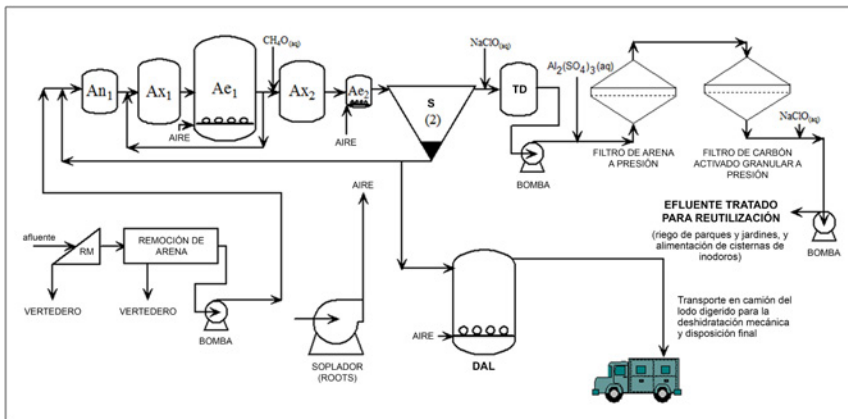 CH₄O(aq)
NaClO(aq)
Al₂(SO₄)₃(aq)
An₁
Ax₁
Ae₁
Ax₂
Ae₂
S
(2)
TD
NaClO(aq)
AIRE
AIRE
BOMBA
FILTRO DE ARENA
A PRESIÓN
FILTRO DE CARBÓN
ACTIVADO GRANULAR A
PRESIÓN
AIRE
EFLUENTE TRATADO
PARA REUTILIZACIÓN
(riego de parques y jardines, y
alimentación de cisternas de
inodoros)
BOMBA
afluente
RM
REMOCIÓN DE
ARENA
VERTEDERO
VERTEDERO
BOMBA
SOPLADOR
(ROOTS)
AIRE
DAL
Transporte en camión del
lodo digerido para la
deshidratación mecánica
y disposición final